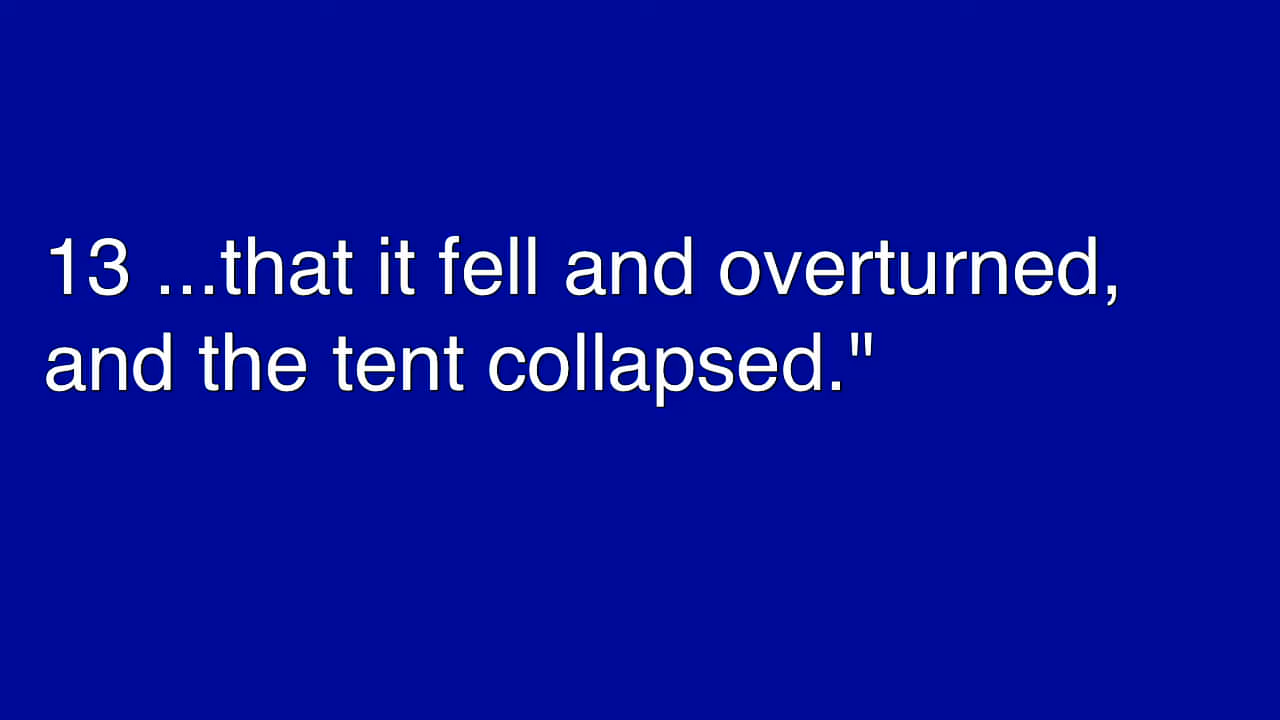 13 ...that it fell and overturned,
and the tent collapsed."